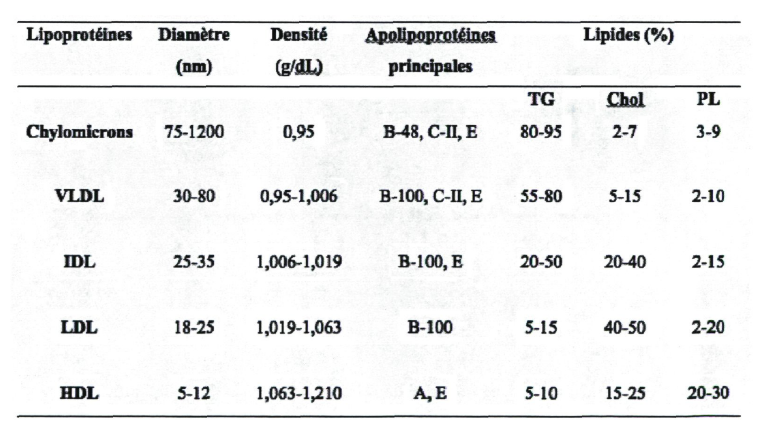 Lipoprotéines Diamètre Densité Apolipoprotéines Lipides (%)
(nm) (g/dL) principales
TG Chol PL
Chylomicrons 75-1200 0,95 B-48, C-II, E 80-95 2-7 3-9
VLDL 30-80 0,95-1,006 B-100, C-II, E 55-80 5-15 2-10
IDL 25-35 1,006-1,019 B-100, E 20-50 20-40 2-15
LDL 18-25 1,019-1,063 B-100 5-15 40-50 2-20
HDL 5-12 1,063-1,210 A, E 5-10 15-25 20-30